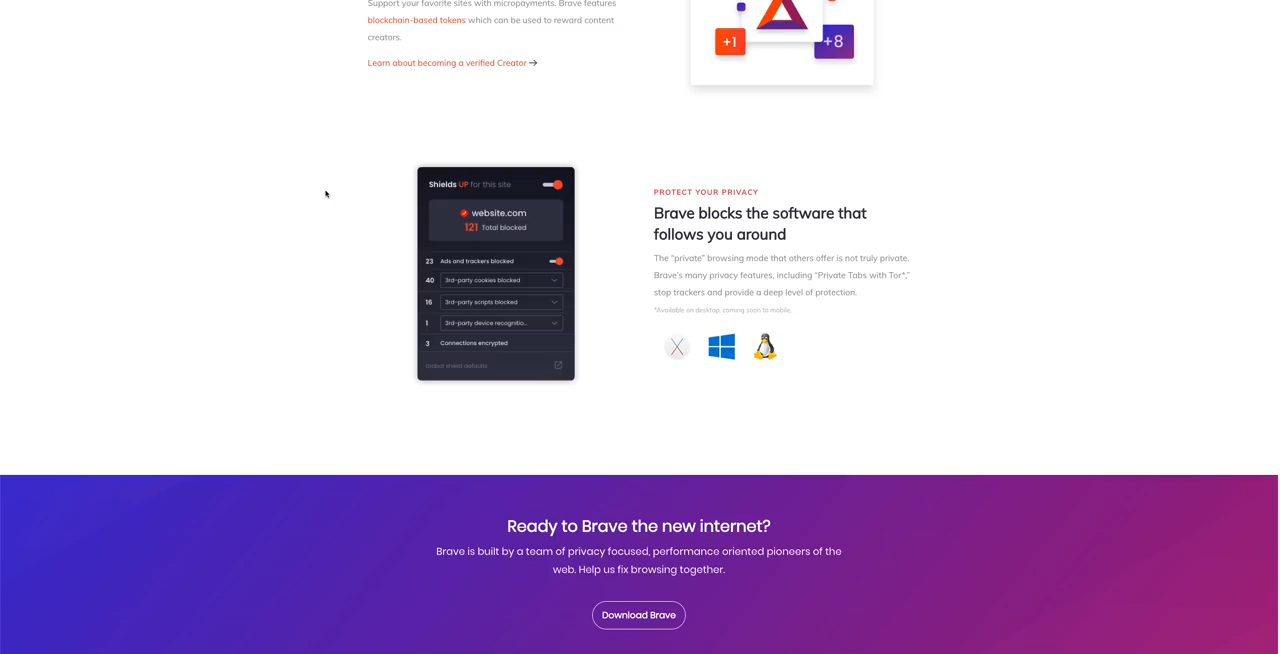 Support your favorite sites with micropayments. Brave features
blockchain-based tokens which can be used to reward content
creators.
Learn about becoming a verified Creator →
+1
+8
Shields UP for this site
website.com
121 Total blocked
23 Ads and trackers blocked
40 3rd-party cookies blocked
16 3rd-party scripts blocked
1 3rd-party device recognitio...
3 Connections encrypted
Global shield defaults
PROTECT YOUR PRIVACY
Brave blocks the software that
follows you around
The “private” browsing mode that others offer is not truly private.
Brave’s many privacy features, including “Private Tabs with Tor*,”
stop trackers and provide a deep level of protection.
*Available on desktop, coming soon to mobile.
Ready to Brave the new internet?
Brave is built by a team of privacy focused, performance oriented pioneers of the
web. Help us fix browsing together.
Download Brave